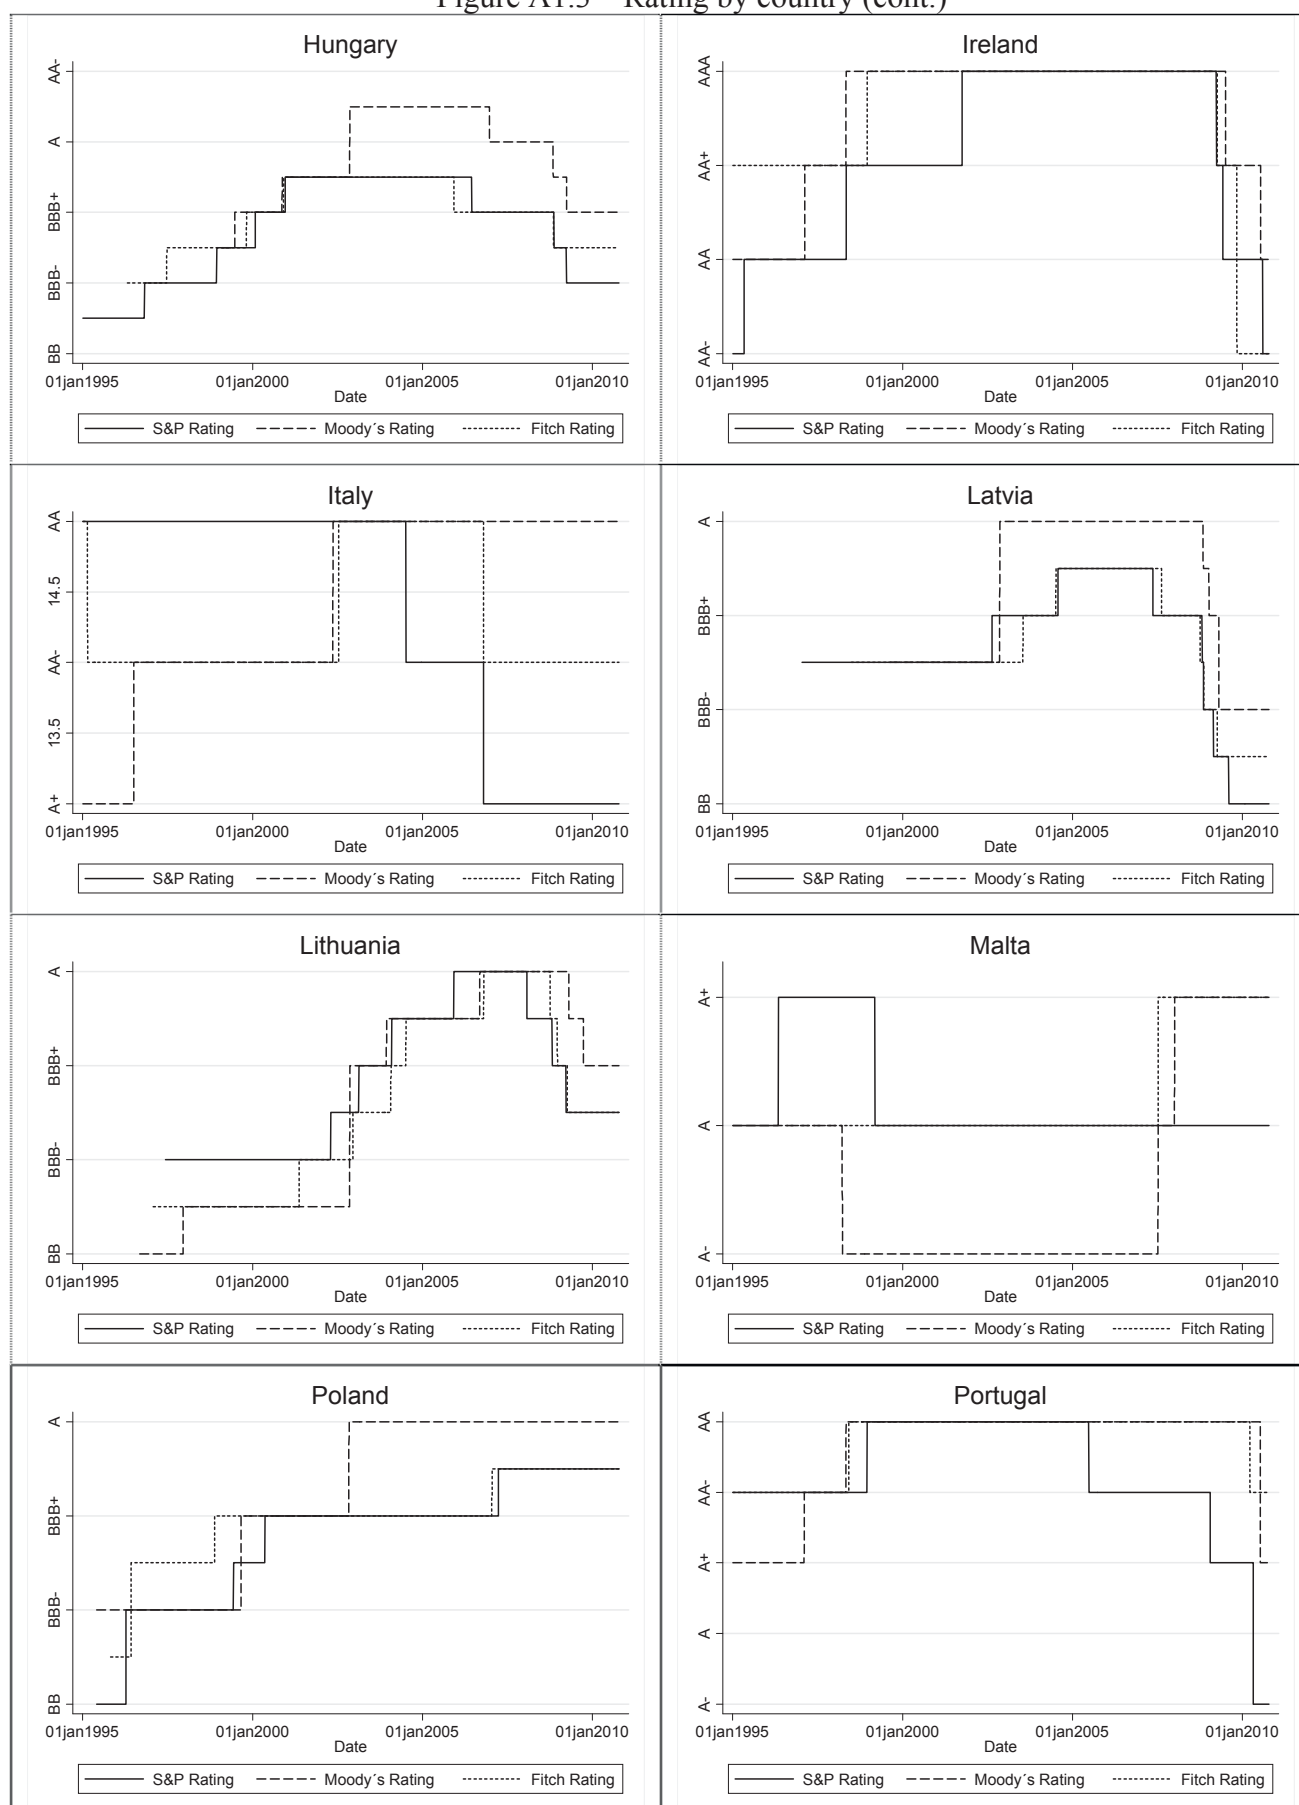 Figure A1.3 – Rating by country (cont.)
Hungary
AA-
A
BBB+
BBB-
BB
01jan1995 01jan2000 01jan2005 01jan2010
Date
S&P Rating Moody´s Rating Fitch Rating
Ireland
AAA
AA+
AA
AA-
01jan1995 01jan2000 01jan2005 01jan2010
Date
S&P Rating Moody´s Rating Fitch Rating
Italy
AA
14.5
AA-
13.5
A+
01jan1995 01jan2000 01jan2005 01jan2010
Date
S&P Rating Moody´s Rating Fitch Rating
Latvia
A
BBB+
BBB-
BB
01jan1995 01jan2000 01jan2005 01jan2010
Date
S&P Rating Moody´s Rating Fitch Rating
Lithuania
A
BBB+
BBB-
BB
01jan1995 01jan2000 01jan2005 01jan2010
Date
S&P Rating Moody´s Rating Fitch Rating
Malta
A+
A
A-
01jan1995 01jan2000 01jan2005 01jan2010
Date
S&P Rating Moody´s Rating Fitch Rating
Poland
A
BBB+
BBB-
BB
01jan1995 01jan2000 01jan2005 01jan2010
Date
S&P Rating Moody´s Rating Fitch Rating
Portugal
AA
AA-
A+
A
A-
01jan1995 01jan2000 01jan2005 01jan2010
Date
S&P Rating Moody´s Rating Fitch Rating